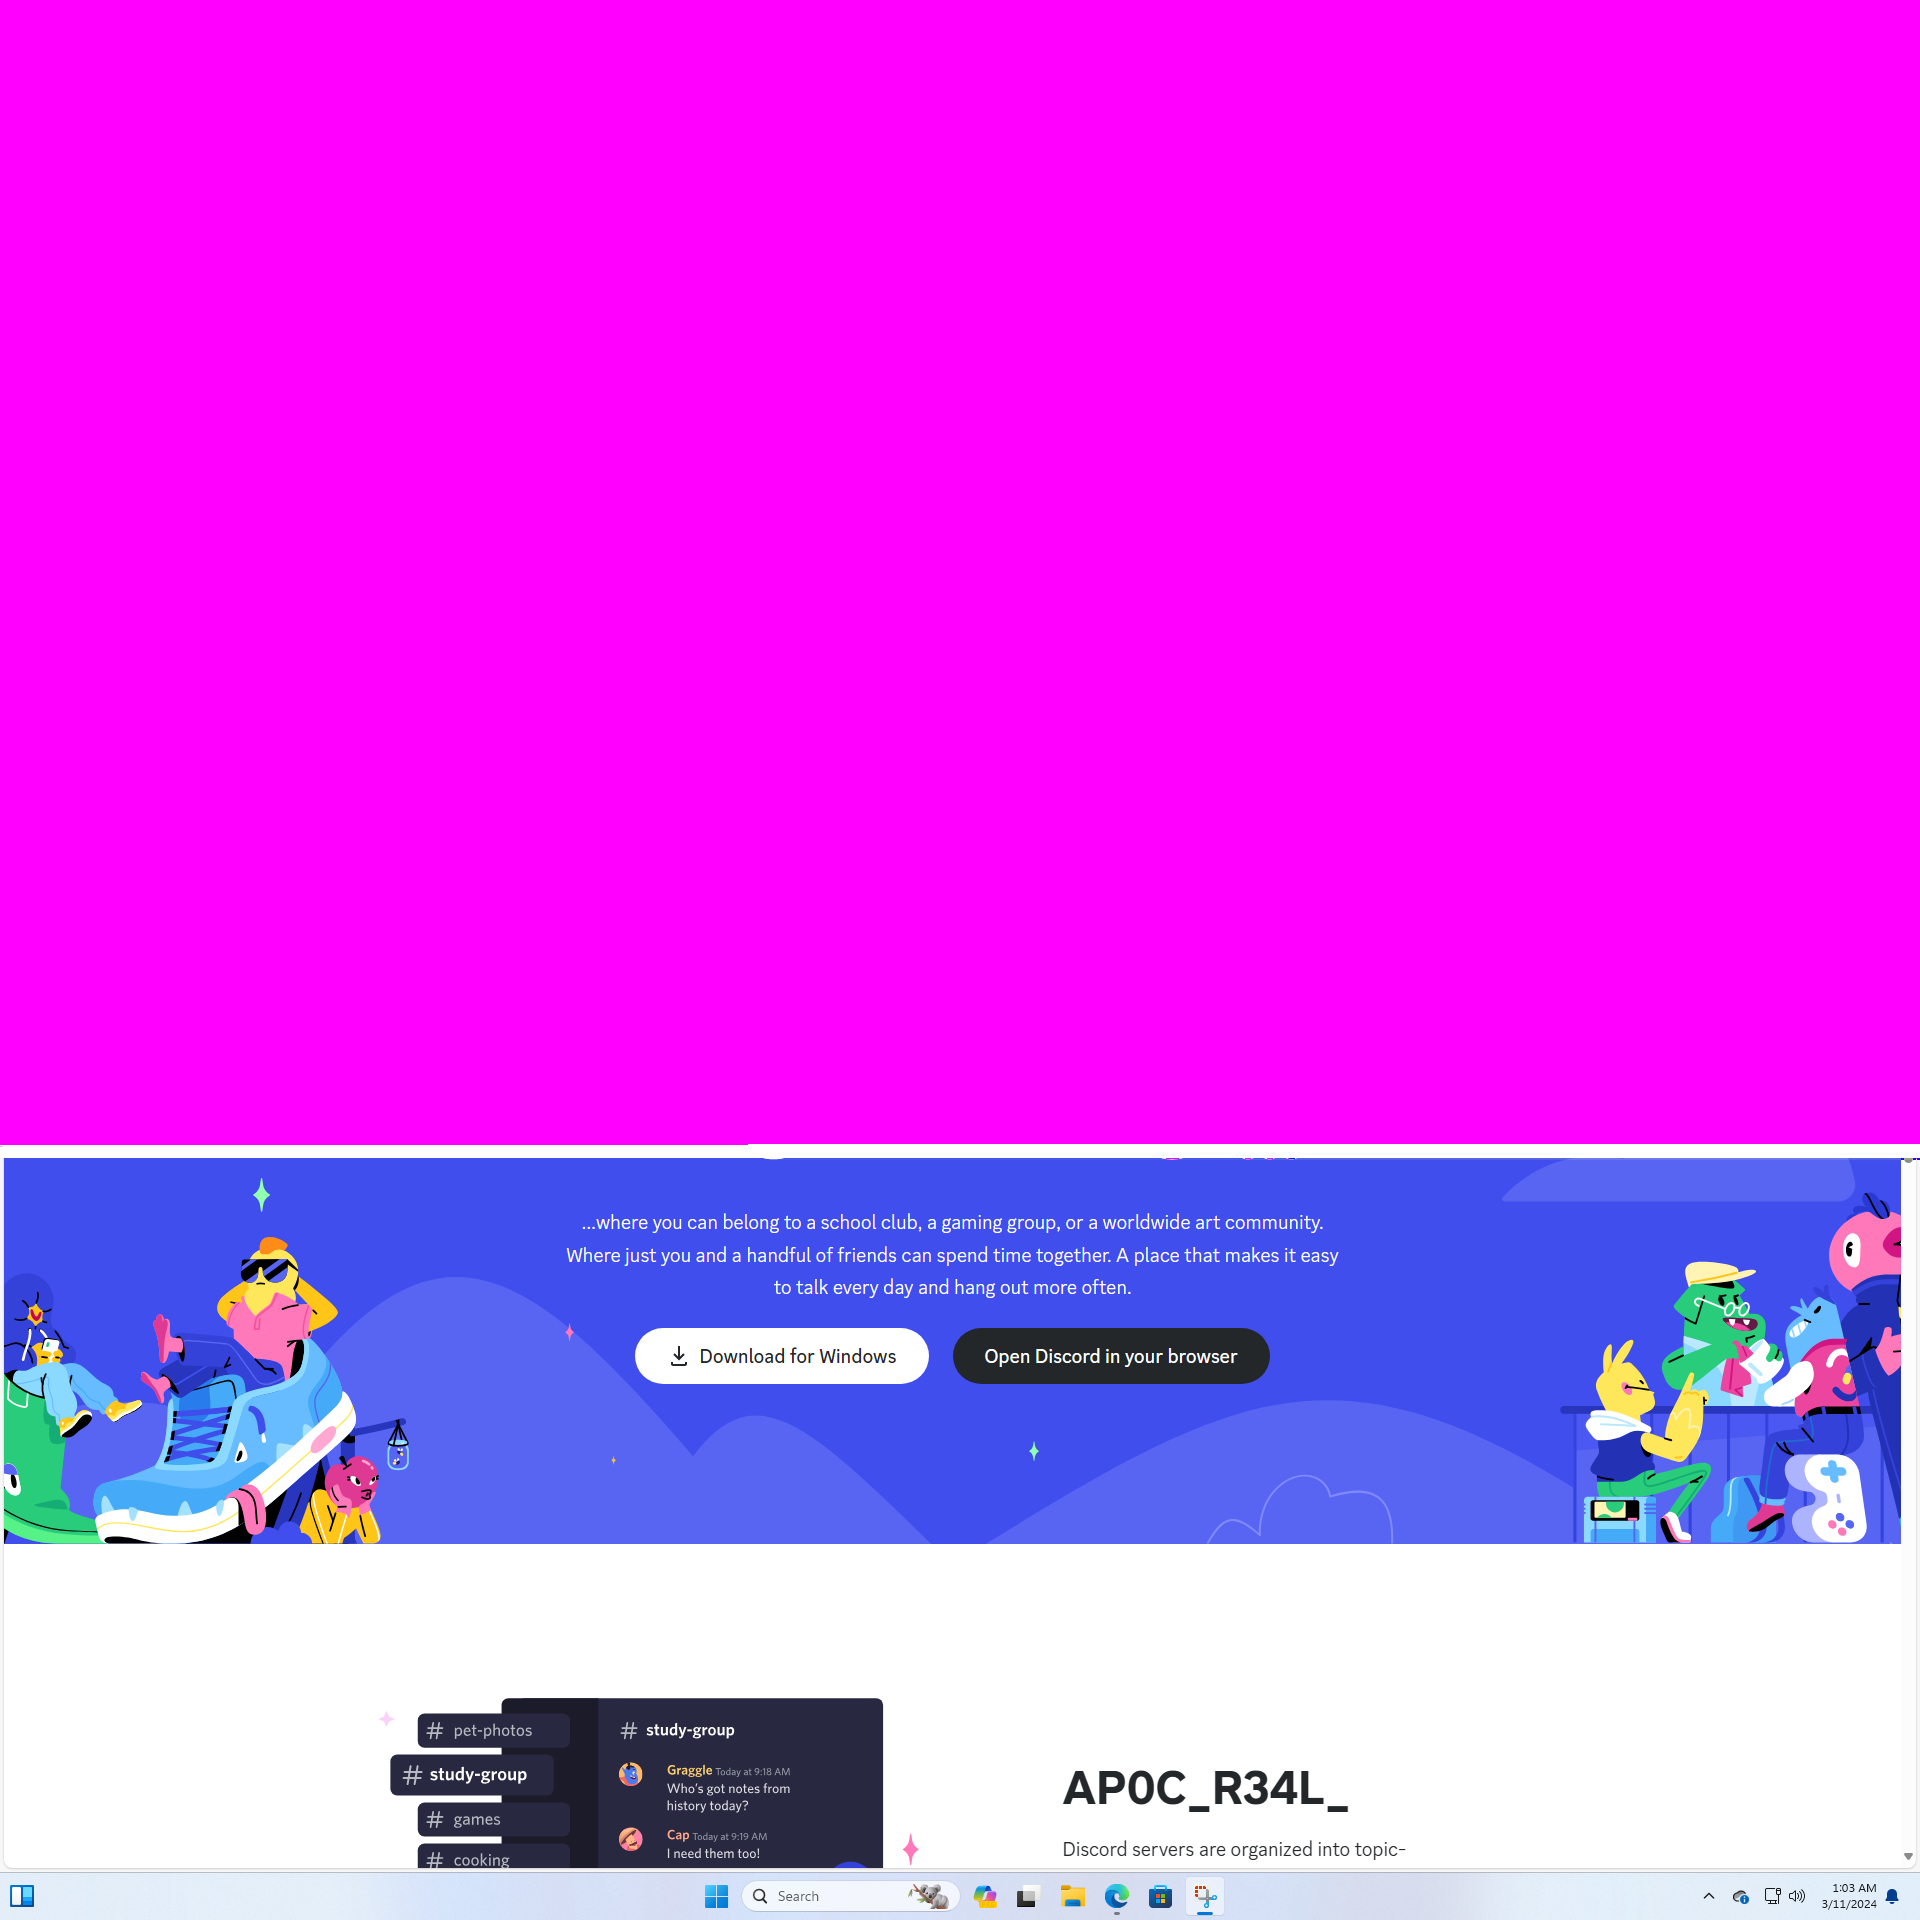 ...where you can belong to a school club, a gaming group, or a worldwide art community.
Where just you and a handful of friends can spend time together. A place that makes it easy
to talk every day and hang out more often.
Download for Windows
Open Discord in your browser
# pet-photos
# study-group
# games
# cooking
# study-group
Graggle Today at 9:18 AM
Who's got notes from
history today?
Cap Today at 9:19 AM
I need them too!
AP0C_R34L_
Discord servers are organized into topic-
Search
1:03 AM
3/11/2024